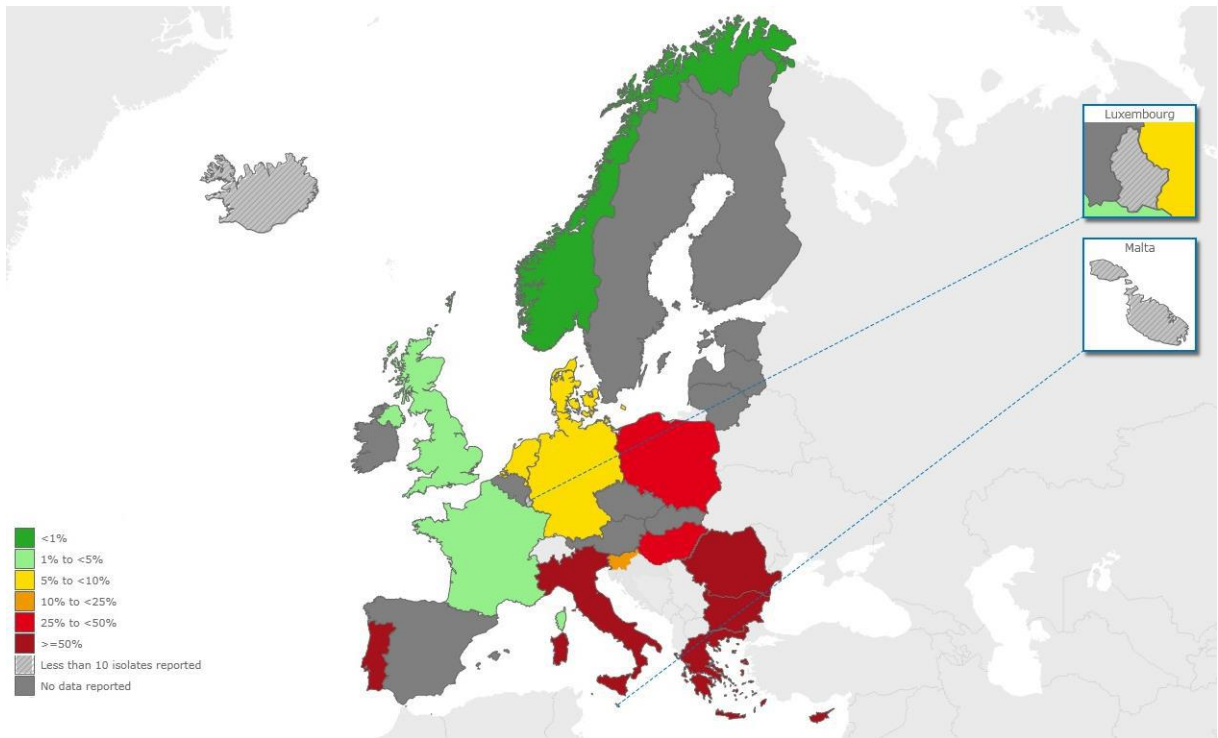 Luxembourg
Malta
<1%
1% to <5%
5% to <10%
10% to <25%
25% to <50%
>=50%
Less than 10 isolates reported
No data reported